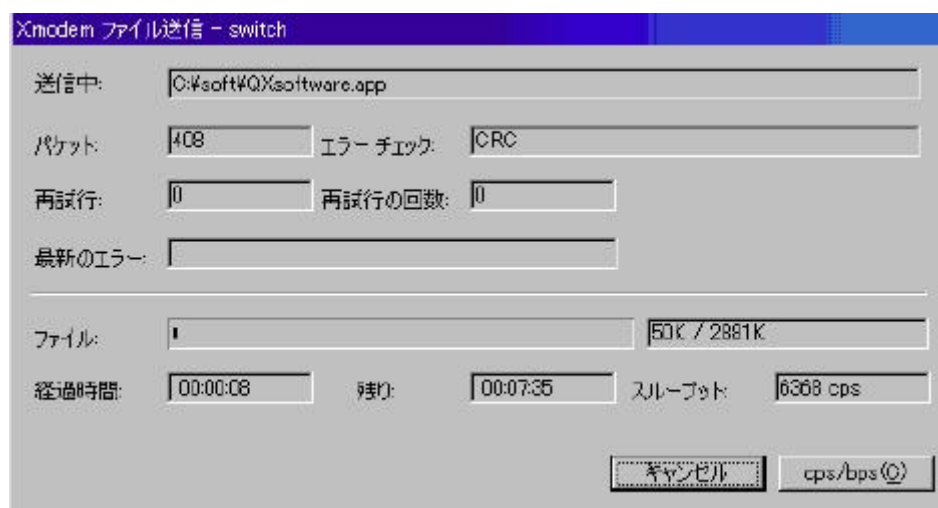 Xmodem ファイル送信 - switch
送信中: C:¥soft¥QXsoftware.app
パケット: 408 エラー チェック: CRC
再試行: 0 再試行の回数: 0
最新のエラー:
ファイル: 50K / 2881K
経過時間: 00:00:08 残り: 00:07:35 スループット: 6368 cps
キャンセル cps/bps(O)